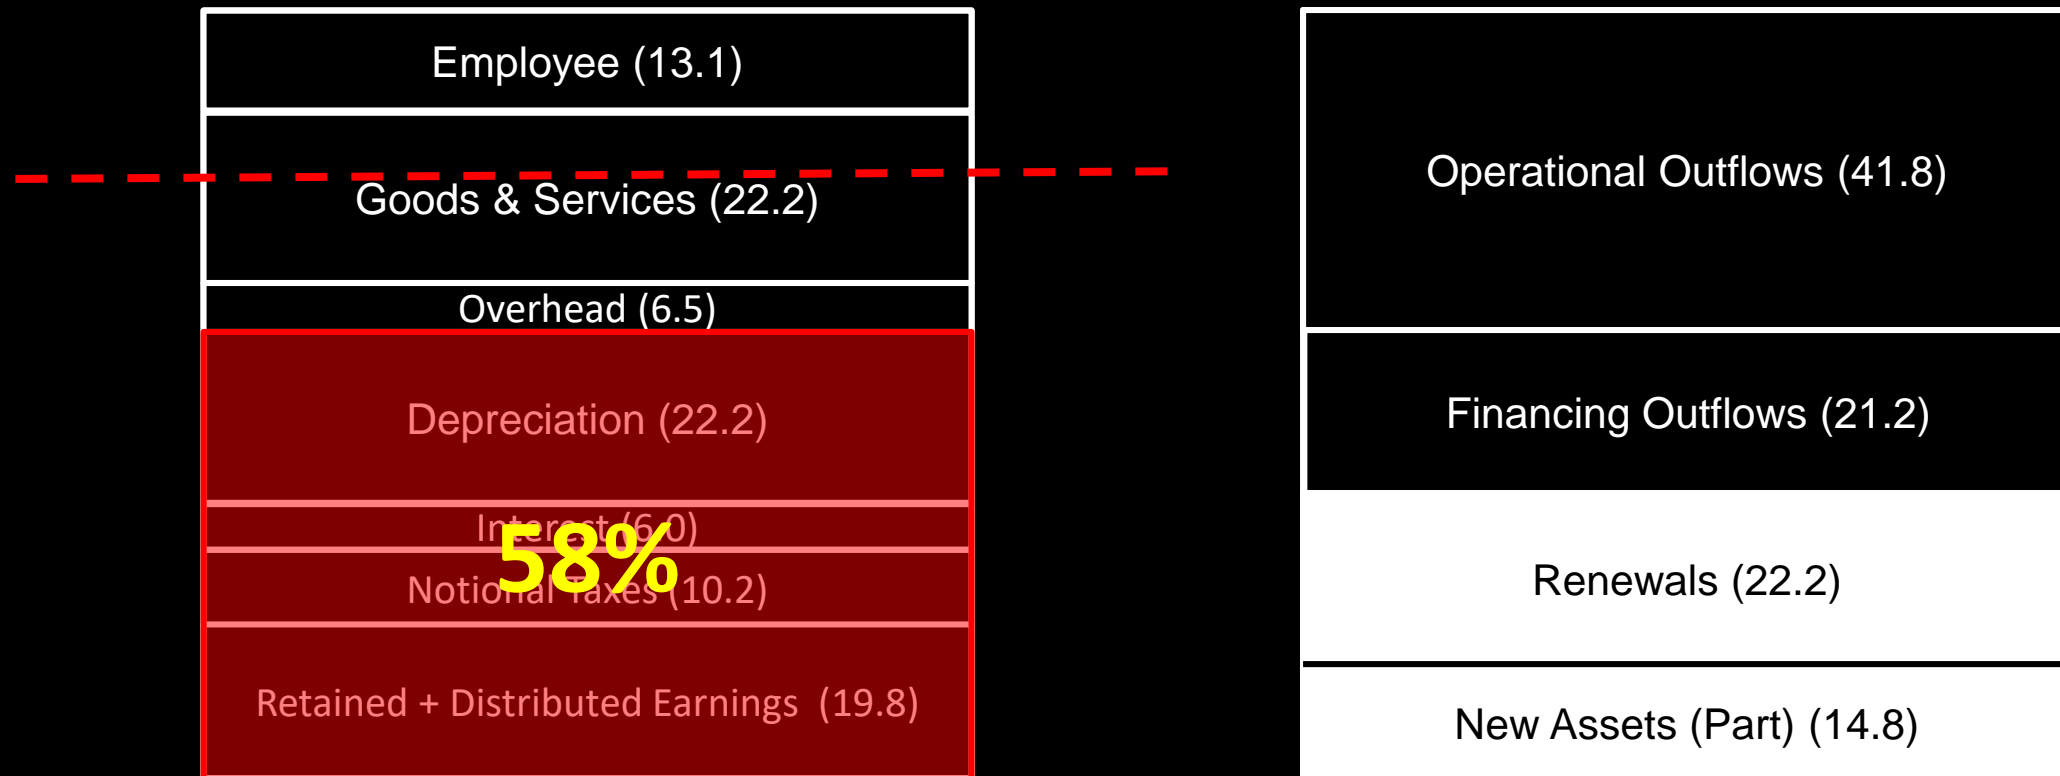 Employee (13.1)
Goods & Services (22.2)
Overhead (6.5)
Depreciation (22.2)
Interest (6.0)
58%
Notional Taxes (10.2)
Retained + Distributed Earnings (19.8)
Operational Outflows (41.8)
Financing Outflows (21.2)
Renewals (22.2)
New Assets (Part) (14.8)